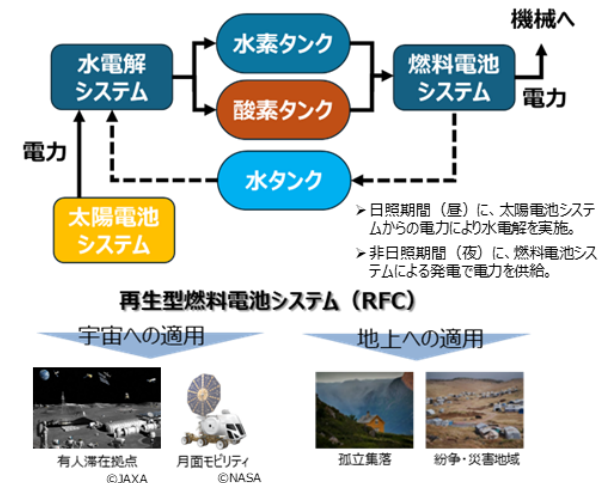 機械へ
水素タンク
水電解
システム
燃料電池
システム
酸素タンク
電力
電力
水タンク
太陽電池
システム
➢日照期間（昼）に、太陽電池システ
ムからの電力により水電解を実施。
➢非日照期間（夜）に、燃料電池シス
テムによる発電で電力を供給。
再生型燃料電池システム（RFC）
宇宙への適用
地上への適用
有人滞在拠点
©JAXA
月面モビリティ
©NASA
孤立集落
紛争・災害地域